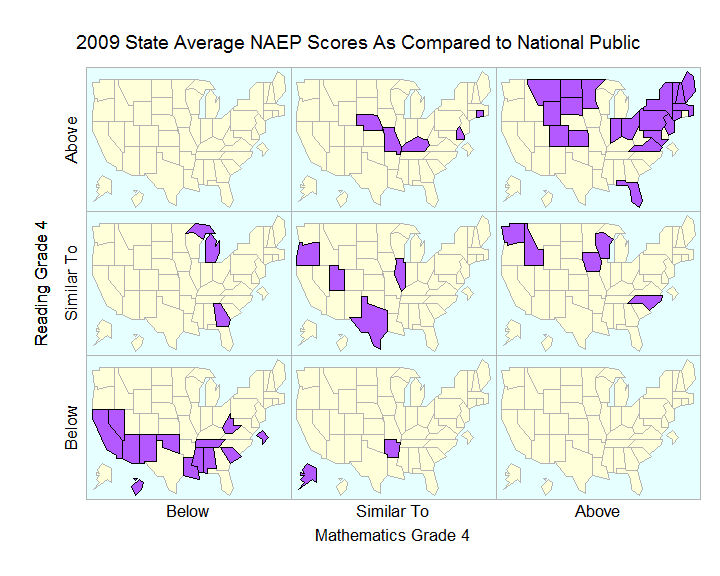 2009 State Average NAEP Scores As Compared to National Public
Above
Similar To
Below
Reading Grade 4
Below
Similar To
Above
Mathematics Grade 4